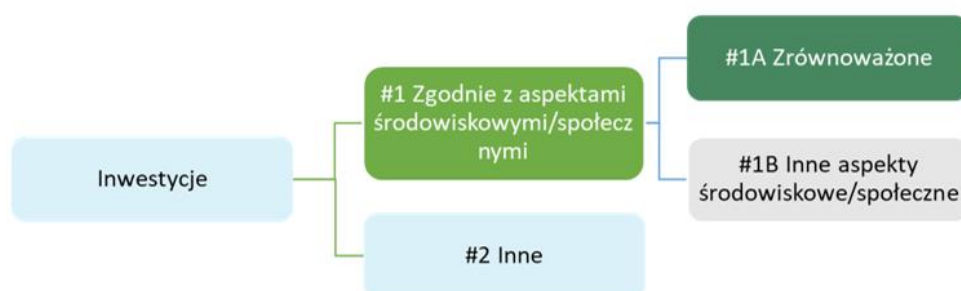 Inwestycje
#1 Zgodnie z aspektami
środowiskowymi/społecz
nymi
#2 Inne
#1A Zrównoważone
#1B Inne aspekty
środowiskowe/społeczne